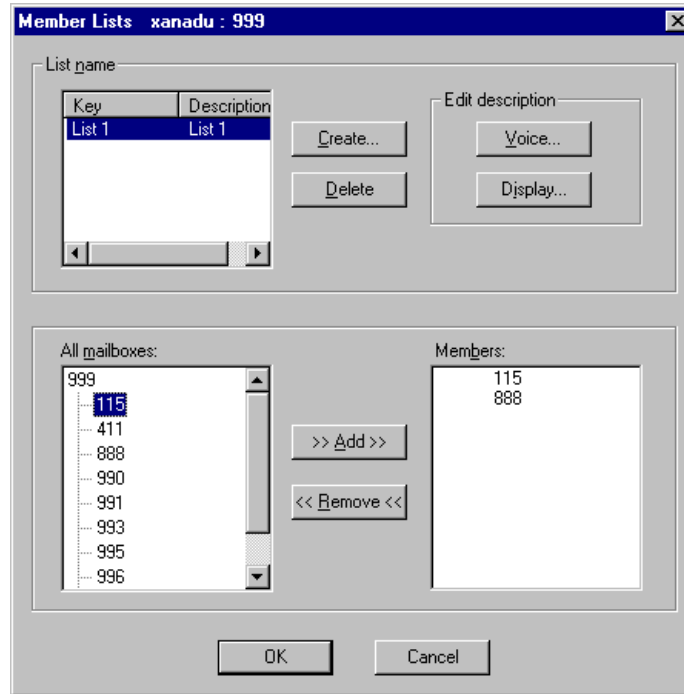 Member Lists xanadu : 999
List name
Key Description
List 1 List 1
Create...
Delete
Edit description
Voice...
Display...
All mailboxes:
999
115
411
888
990
991
993
995
996
>> Add >>
<< Remove <<
Members:
115
888
OK
Cancel